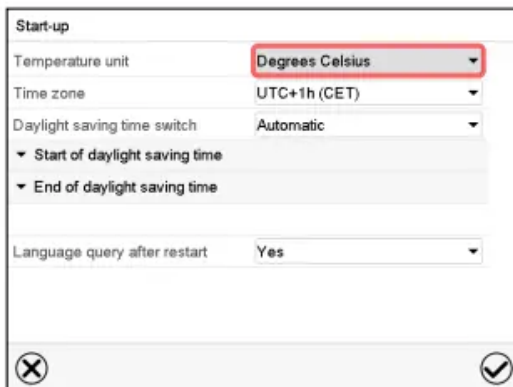 Start-up
Temperature unit Degrees Celsius
Time zone UTC+1h (CET)
Daylight saving time switch Automatic
Start of daylight saving time
End of daylight saving time
Language query after restart Yes